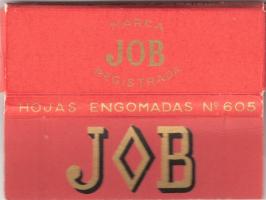 MARCA
JOB
REGISTRADA
HOJAS ENGOMADAS Nº 605
JOB